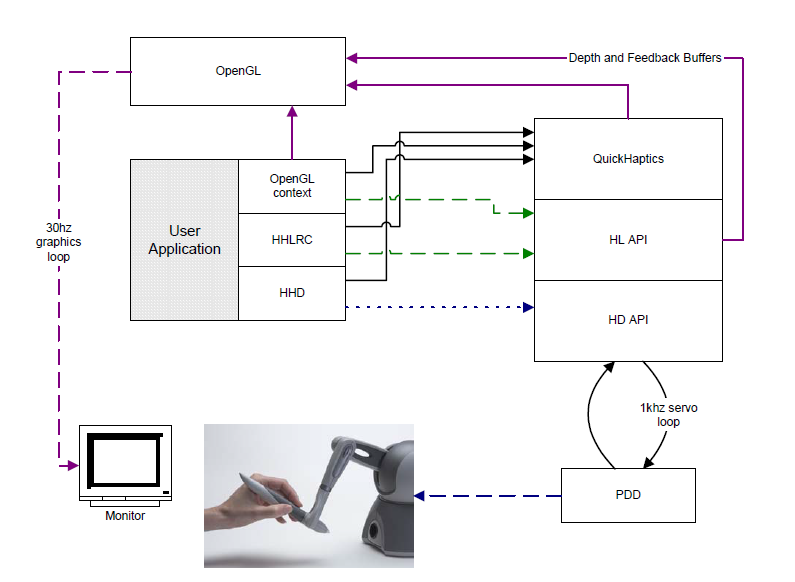 OpenGL
Depth and Feedback Buffers
QuickHaptics
OpenGL
context
User
Application
HHLRC
HL API
30hz
graphics
loop
HHD
HD API
1khz servo
loop
PDD
Monitor